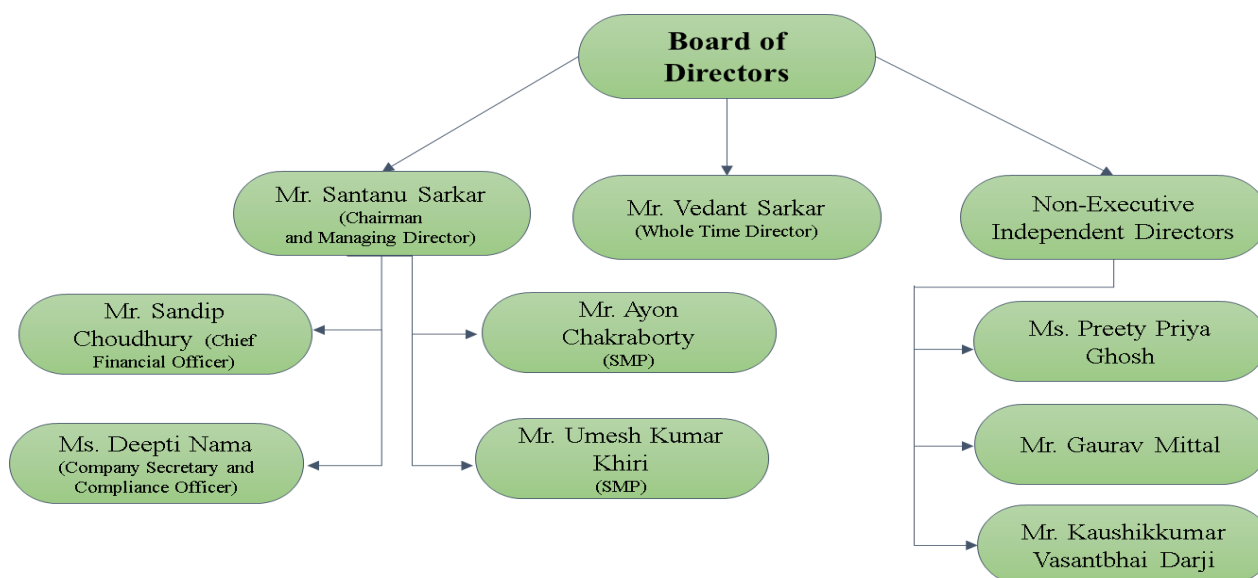 Board of
Directors
Mr. Santanu Sarkar
(Chairman
and Managing Director)
Mr. Vedant Sarkar
(Whole Time Director)
Non-Executive
Independent Directors
Mr. Sandip
Choudhury (Chief
Financial Officer)
Mr. Ayon
Chakraborty
(SMP)
Ms. Preety Priya
Ghosh
Ms. Deepti Nama
(Company Secretary and
Compliance Officer)
Mr. Umesh Kumar
Khiri
(SMP)
Mr. Gaurav Mittal
Mr. Kaushikkumar
Vasantbhai Darji